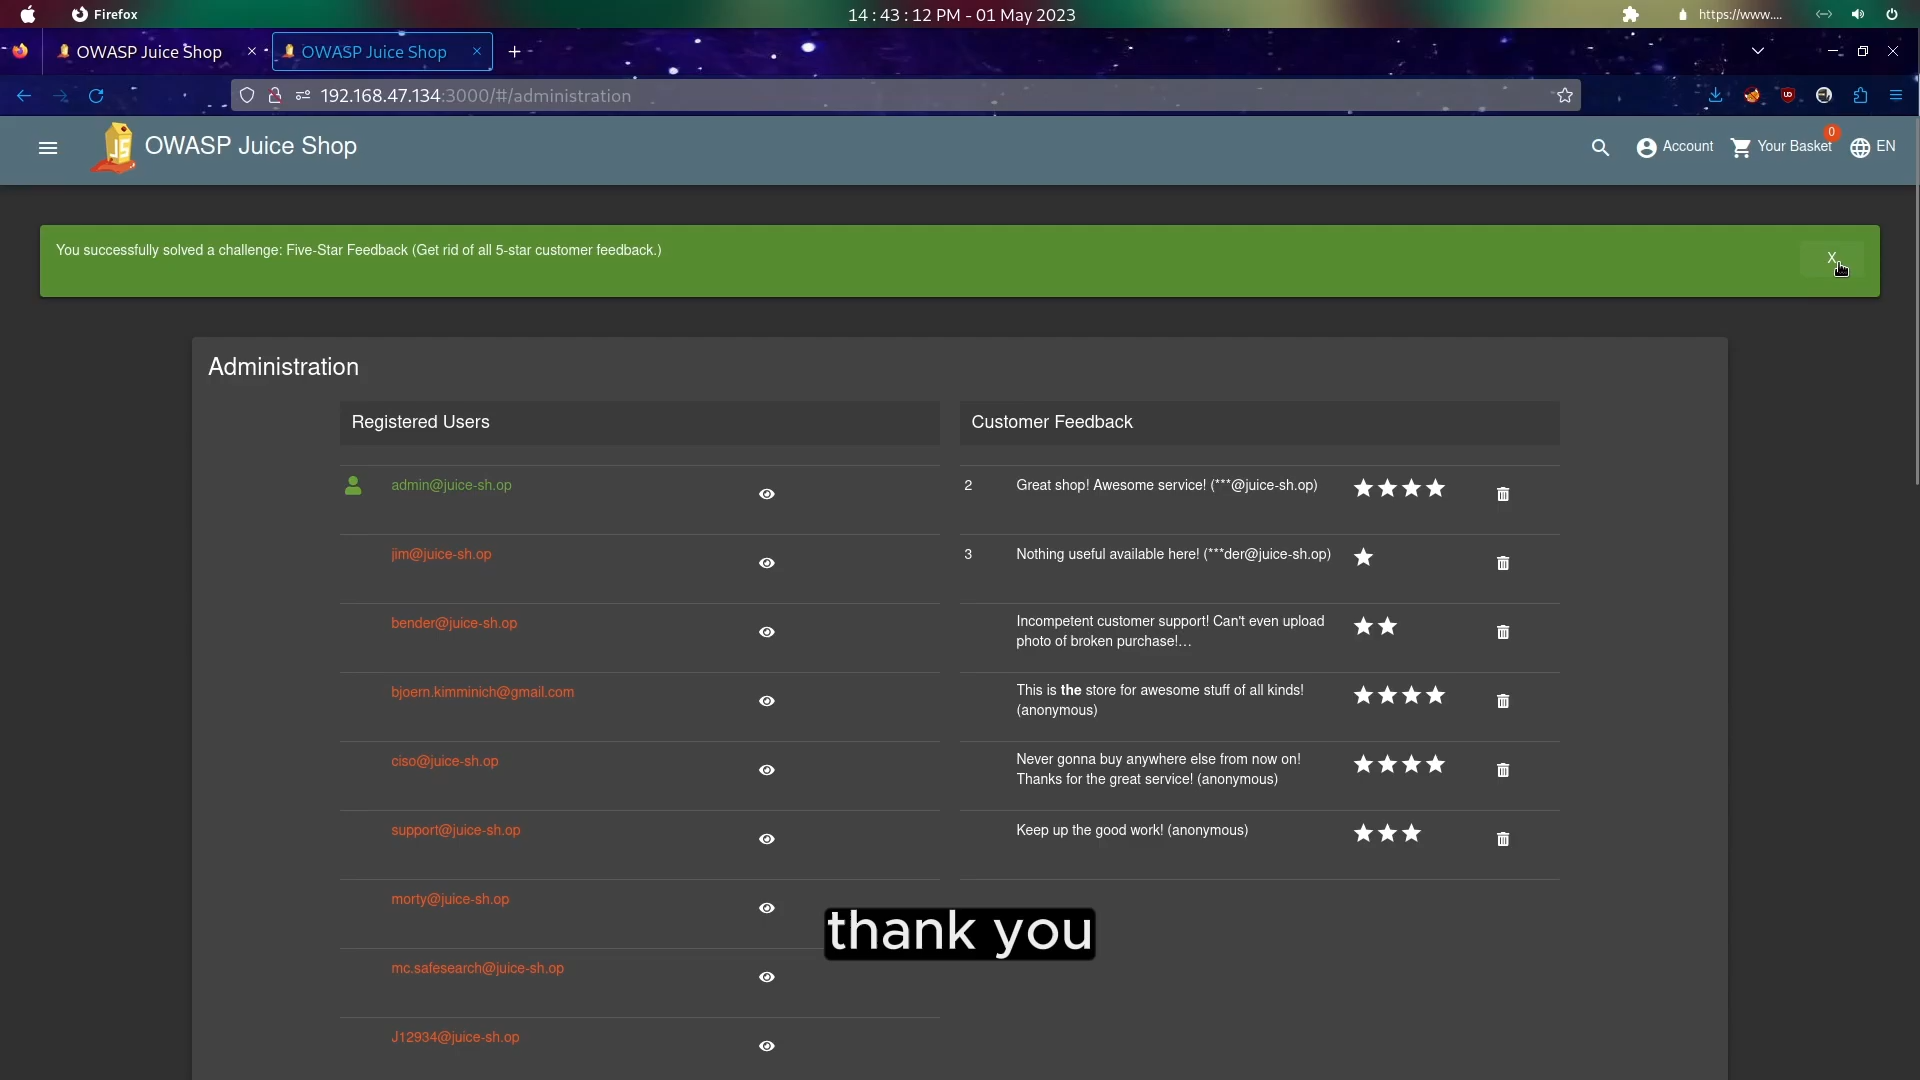 Firefox
14 : 43 : 12 PM - 01 May 2023
https://www....
OWASP Juice Shop
OWASP Juice Shop
192.168.47.134:3000/#/administration
OWASP Juice Shop
Account
Your Basket
0
EN
You successfully solved a challenge: Five-Star Feedback (Get rid of all 5-star customer feedback.)
X
Administration
Registered Users
Customer Feedback
admin@juice-sh.op
2 Great shop! Awesome service! (***@juice-sh.op)
jim@juice-sh.op
3 Nothing useful available here! (***der@juice-sh.op)
bender@juice-sh.op
Incompetent customer support! Can't even upload
photo of broken purchase!…
bjoern.kimminich@gmail.com
This is the store for awesome stuff of all kinds!
(anonymous)
ciso@juice-sh.op
Never gonna buy anywhere else from now on!
Thanks for the great service! (anonymous)
support@juice-sh.op
Keep up the good work! (anonymous)
morty@juice-sh.op
thank you
mc.safesearch@juice-sh.op
J12934@juice-sh.op